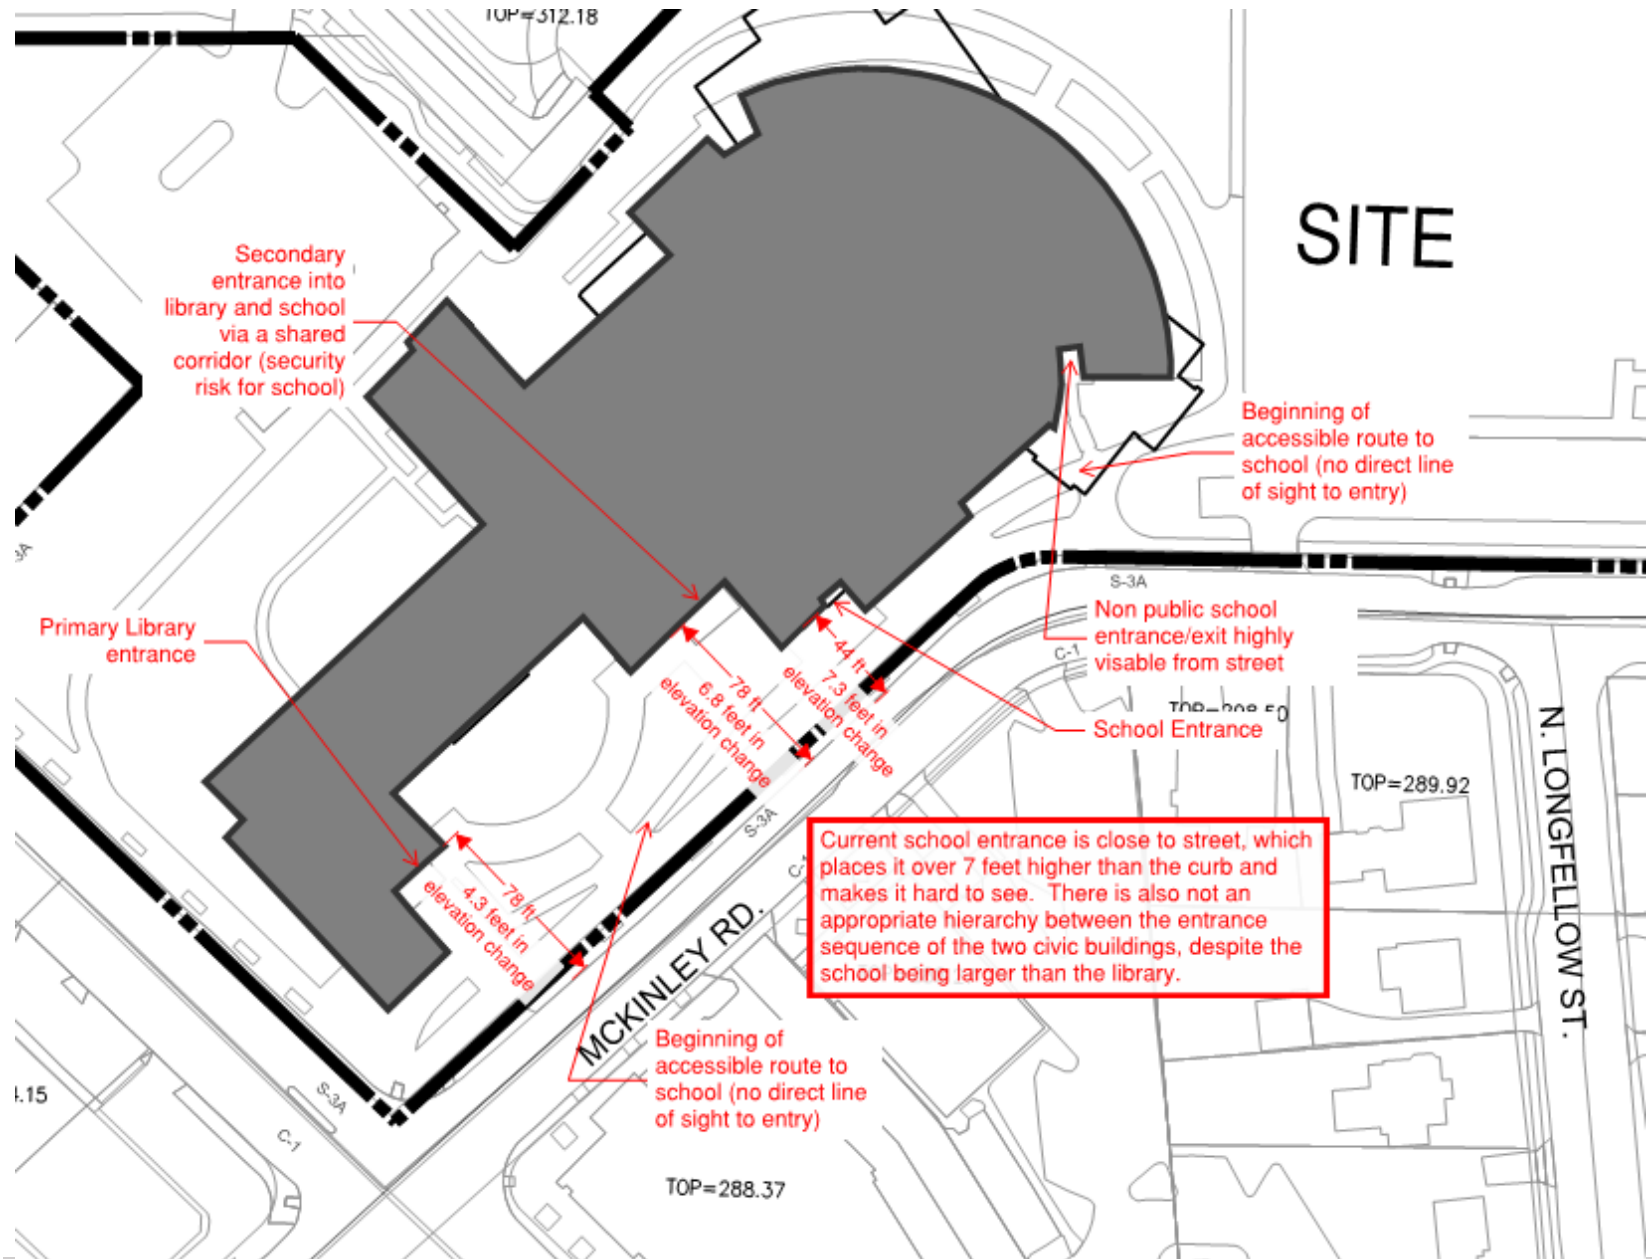 TOP=312.18
SITE
Secondary
entrance into
library and school
via a shared
corridor (security
risk for school)
Beginning of
accessible route to
school (no direct line
of sight to entry)
3A
S-3A
Primary Library
entrance
Non public school
entrance/exit highly
visable from street
C-1
44 ft
7.3 feet in
elevation change
78 ft
6.8 feet in
elevation change
School Entrance
TOP=289.92
N. LONGFELLOW ST.
S-3A
Current school entrance is close to street, which
places it over 7 feet higher than the curb and
makes it hard to see. There is also not an
appropriate hierarchy between the entrance
sequence of the two civic buildings, despite the
school being larger than the library.
78 ft
4.3 feet in
elevation change
MCKINLEY RD.
Beginning of
accessible route to
school (no direct line
of sight to entry)
4.15
S-3A
C-1
TOP=288.37